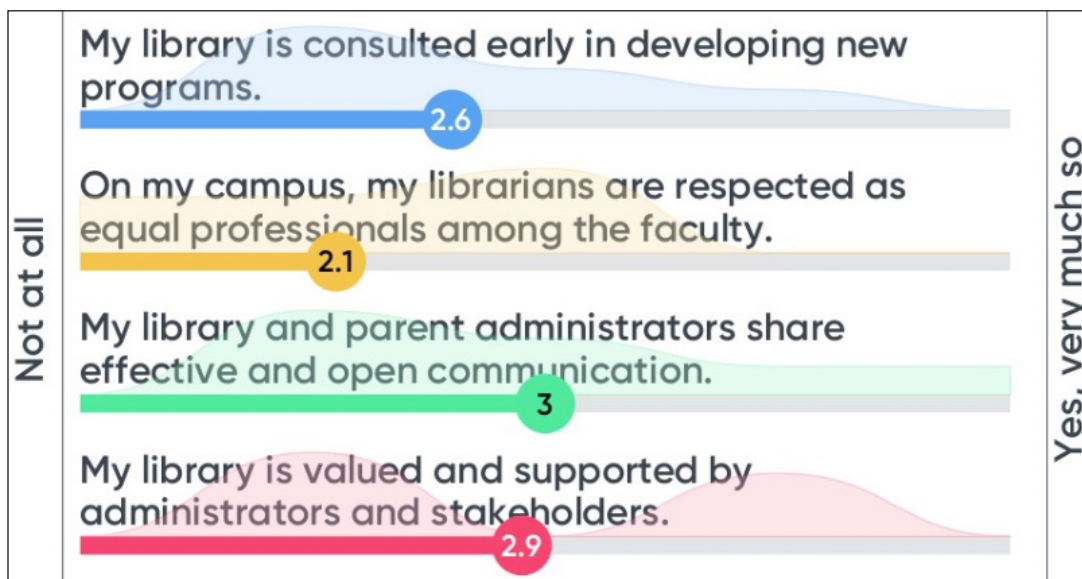 Not at all
My library is consulted early in developing new
programs.
2.6
On my campus, my librarians are respected as
equal professionals among the faculty.
2.1
My library and parent administrators share
effective and open communication.
3
My library is valued and supported by
administrators and stakeholders.
2.9
Yes, very much so